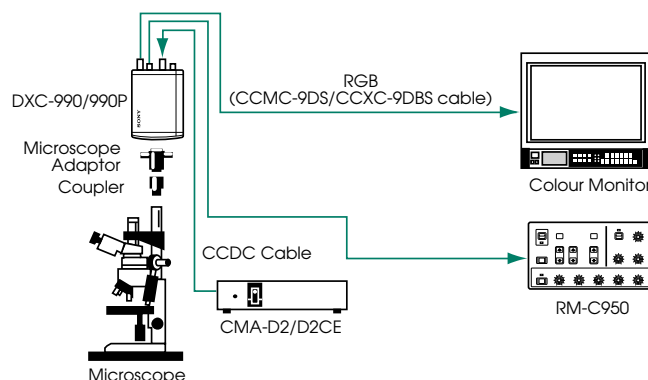 RGB
(CCMC-9DS/CCXC-9DBS cable)
DXC-990/990P
SONY
Microscope
Adaptor
Coupler
Colour Monitor
CCDC Cable
CMA-D2/D2CE
RM-C950
Microscope